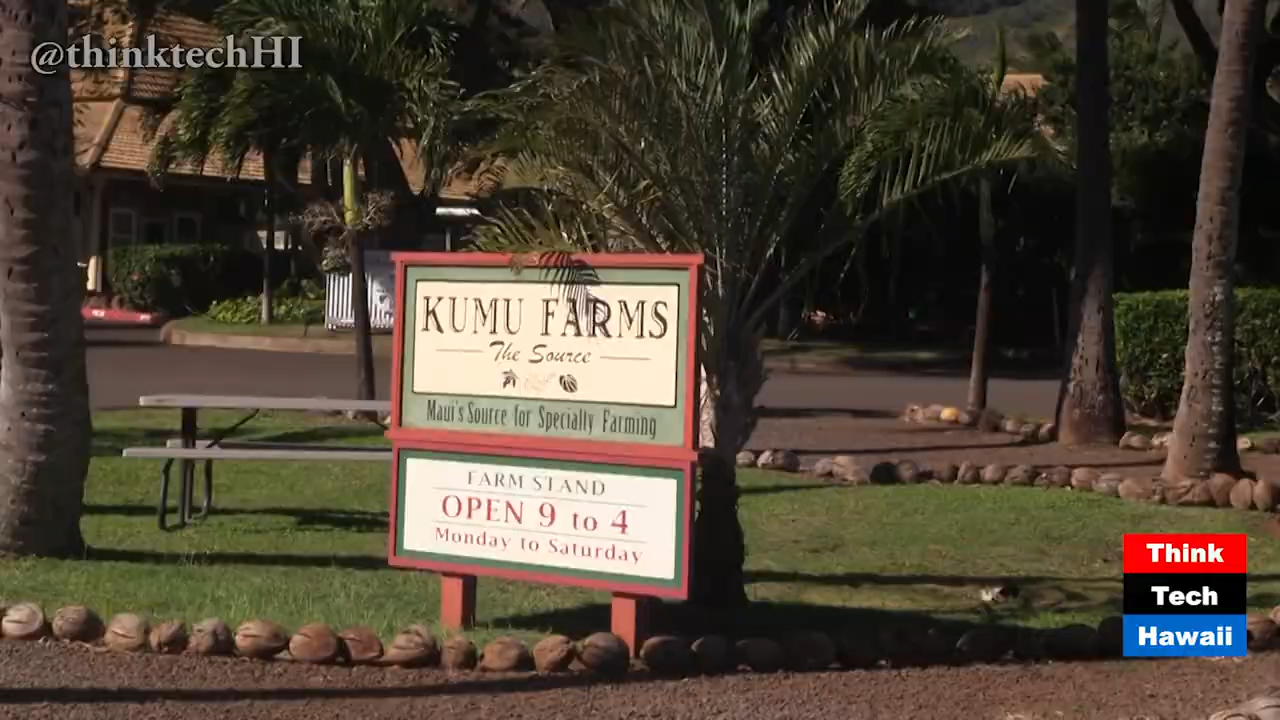 @thinktechHI
KUMU FARMS
The Source
Maui's Source for Specialty Farming
FARM STAND
OPEN 9 to 4
Monday to Saturday
Think
Tech
Hawaii